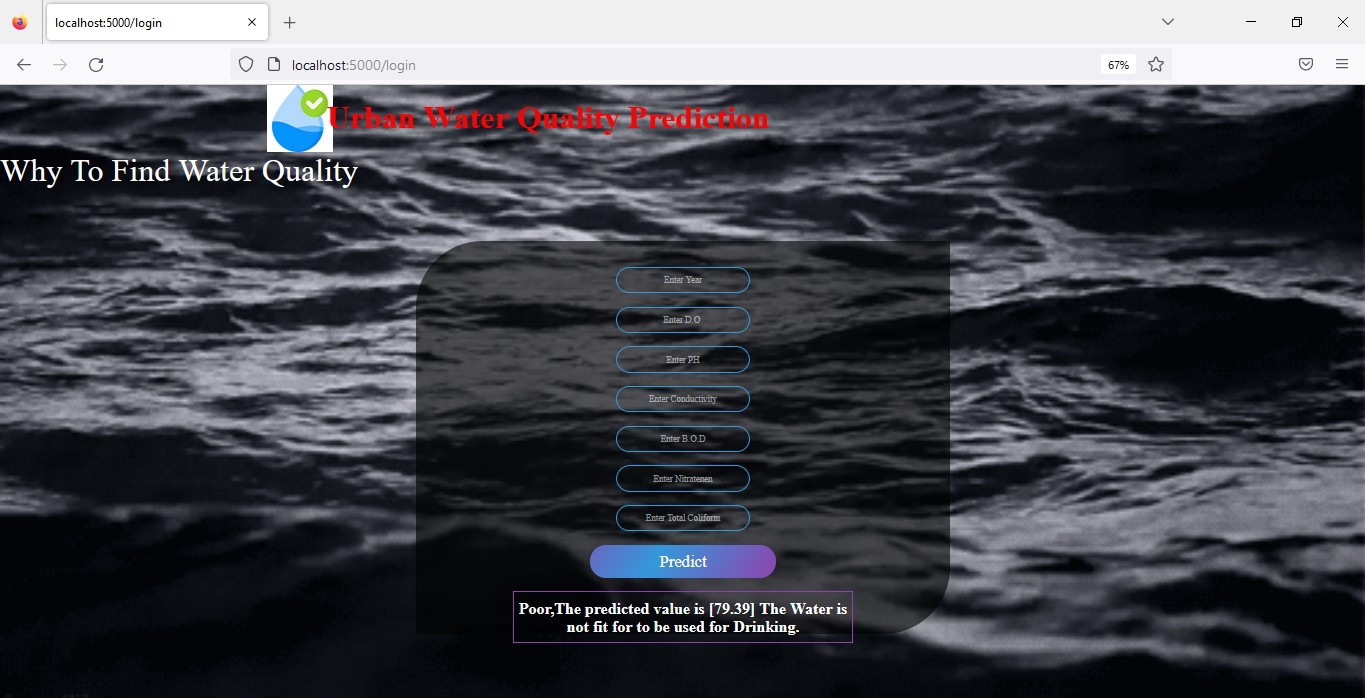 localhost:5000/login
localhost:5000/login
67%
Urban Water Quality Prediction
Why To Find Water Quality
Enter Year
Enter D.O
Enter PH
Enter Conductivity
Enter B.O.D
Enter Nitratenen
Enter Total Coliform
Predict
Poor,The predicted value is [79.39] The Water is
not fit for to be used for Drinking.